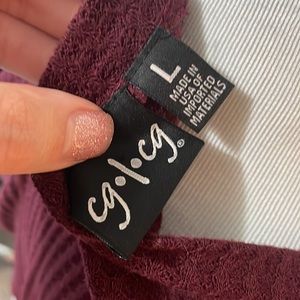 cg•l•cg®
L
MADE IN
USA OF
IMPORTED
MATERIALS